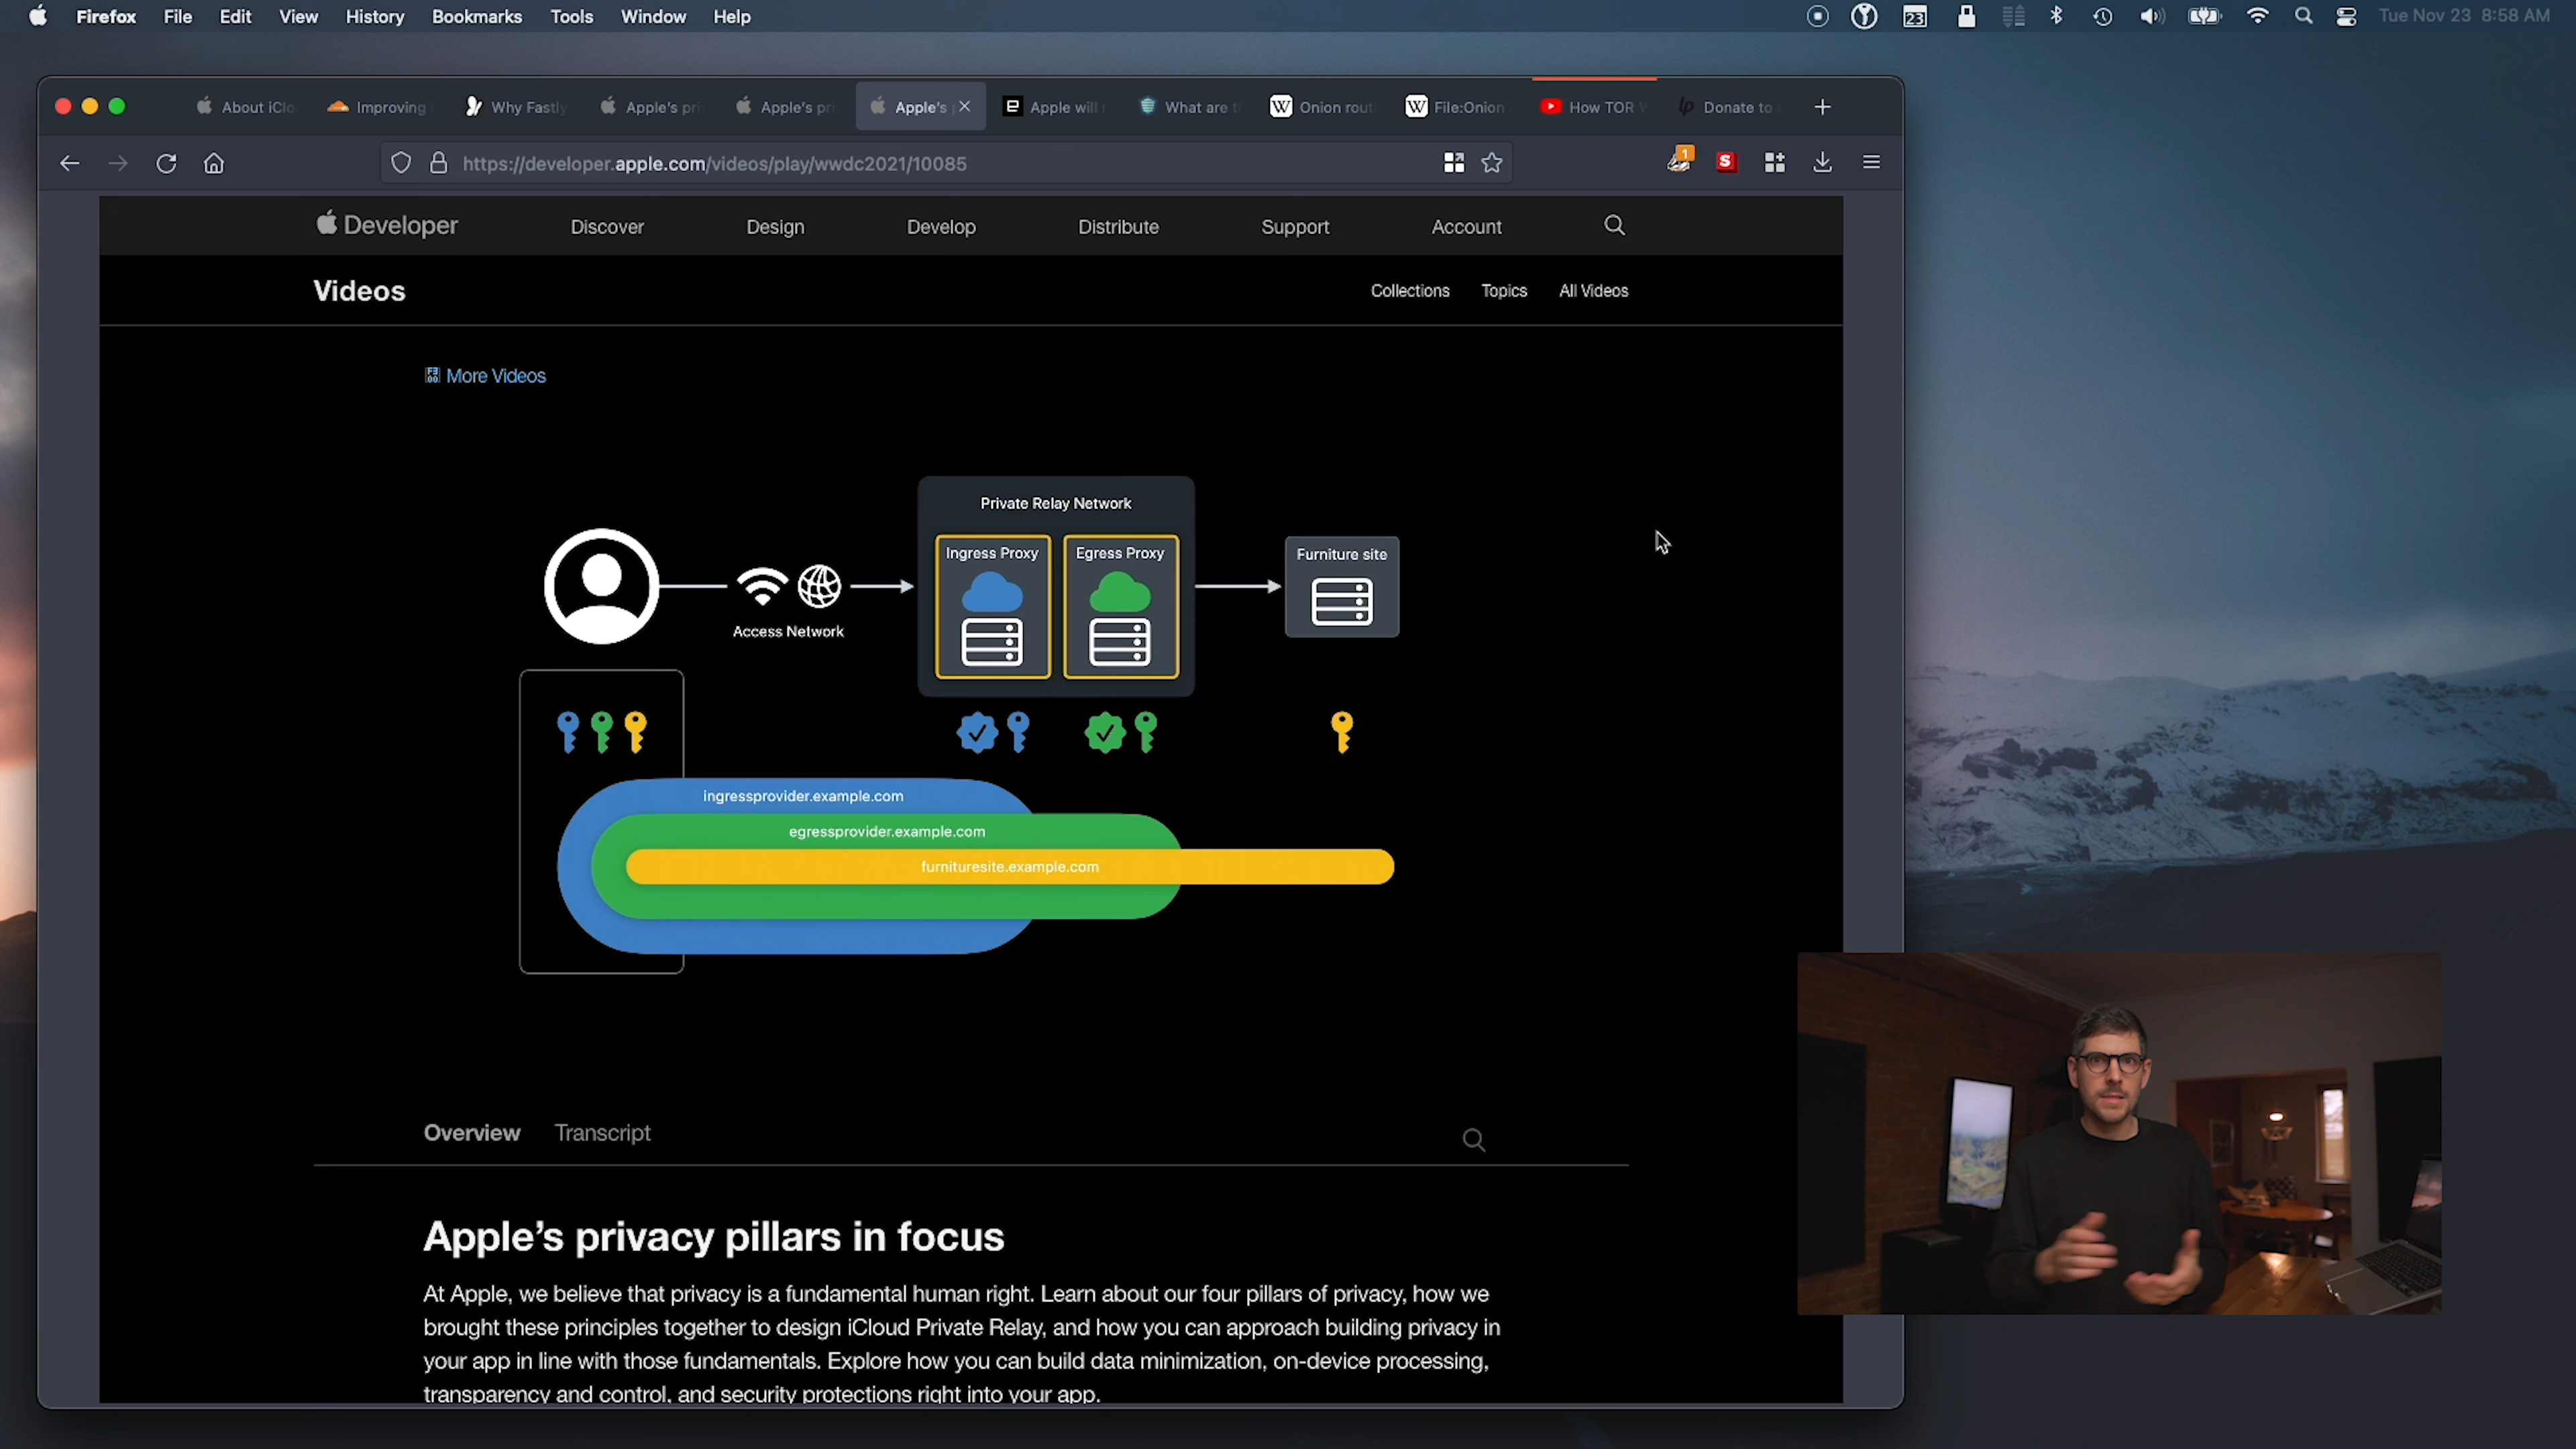 Firefox File Edit View History Bookmarks Tools Window Help
23
Tue Nov 23 8:58 AM
About iClo
Improving
Why Fastly
Apple's pri
Apple's pri
Apple's
Apple will
What are t
Onion rout
File:Onion
How TOR
Donate to
https://developer.apple.com/videos/play/wwdc2021/10085
1
S
Developer Discover Design Develop Distribute Support Account
Videos Collections Topics All Videos
More Videos
Private Relay Network
Ingress Proxy Egress Proxy
Furniture site
Access Network
ingressprovider.example.com
egressprovider.example.com
furnituresite.example.com
Overview Transcript
Apple’s privacy pillars in focus
At Apple, we believe that privacy is a fundamental human right. Learn about our four pillars of privacy, how we
brought these principles together to design iCloud Private Relay, and how you can approach building privacy in
your app in line with those fundamentals. Explore how you can build data minimization, on-device processing,
transparency and control, and security protections right into your app.